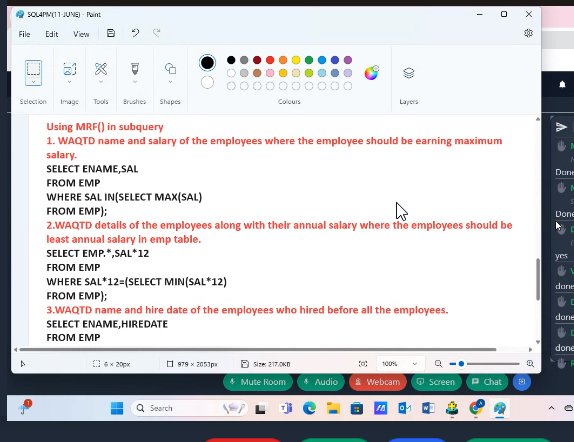 SQL4PM(11-JUNE) - Paint
File Edit View
Selection Image Tools Brushes Shapes Colours Layers
Using MRF() in subquery
1. WAQTD name and salary of the employees where the employee should be earning maximum
salary.
SELECT ENAME,SAL
FROM EMP
WHERE SAL IN(SELECT MAX(SAL)
FROM EMP);
2.WAQTD details of the employees along with their annual salary where the employees should be
least annual salary in emp table.
SELECT EMP.*,SAL*12
FROM EMP
WHERE SAL*12=(SELECT MIN(SAL*12)
FROM EMP);
3.WAQTD name and hire date of the employees who hired before all the employees.
SELECT ENAME,HIREDATE
FROM EMP
6 × 20px 979 × 2053px Size: 217.0KB 100%
Done
Done
yes
done
done
done
Mute Room Audio Webcam Screen Chat
Search